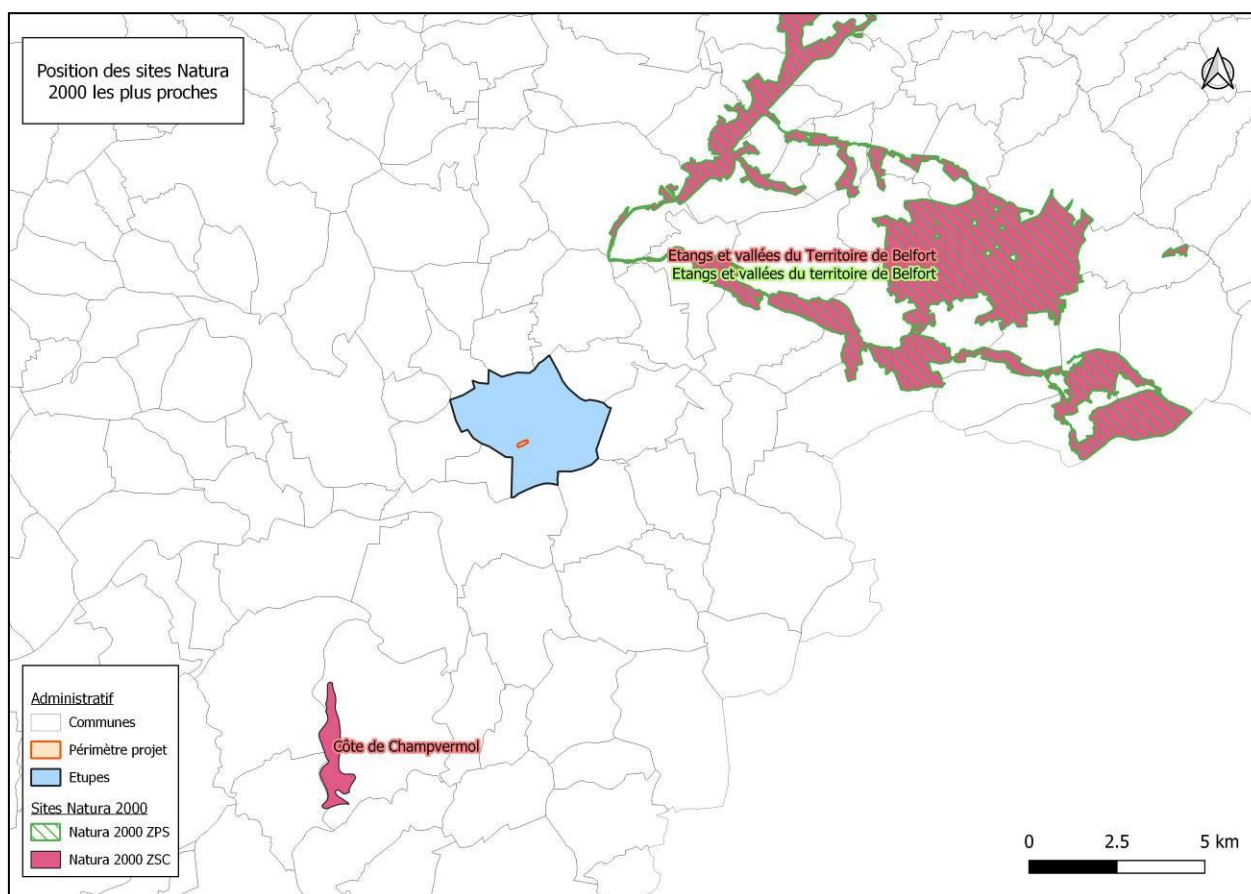 Position des sites Natura
2000 les plus proches
Etangs et vallées du Territoire de Belfort
Etangs et vallées du territoire de Belfort
Côte de Champvermol
Administratif
Communes
Périmètre projet
Etupes
Sites Natura 2000
Natura 2000 ZPS
Natura 2000 ZSC
0 2.5 5 km